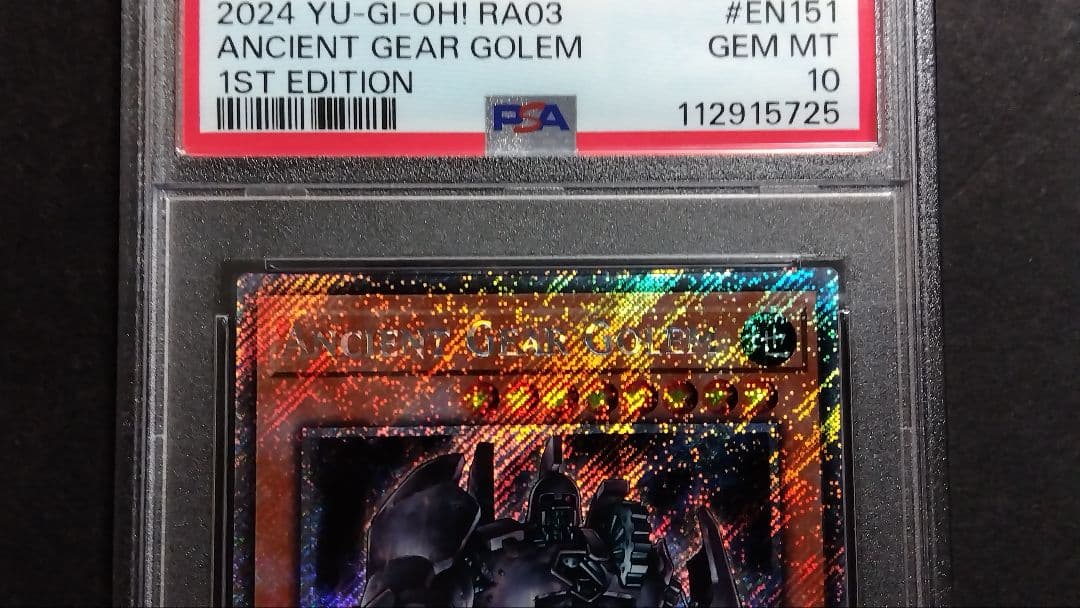 2024 YU-GI-OH! RA03 #EN151
ANCIENT GEAR GOLEM GEM MT
1ST EDITION 10
PSA 112915725
ANCIENT GEAR GOLEM 地